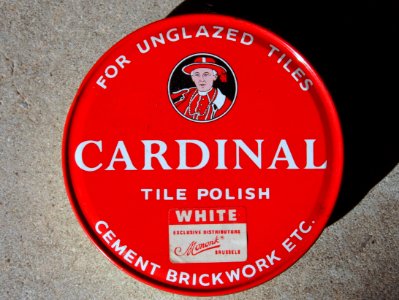 FOR UNGLAZED TILES
CARDINAL
TILE POLISH
WHITE
EXCLUSIVE DISTRIBUTORS
BRUSSELS
CEMENT BRICKWORK ETC.